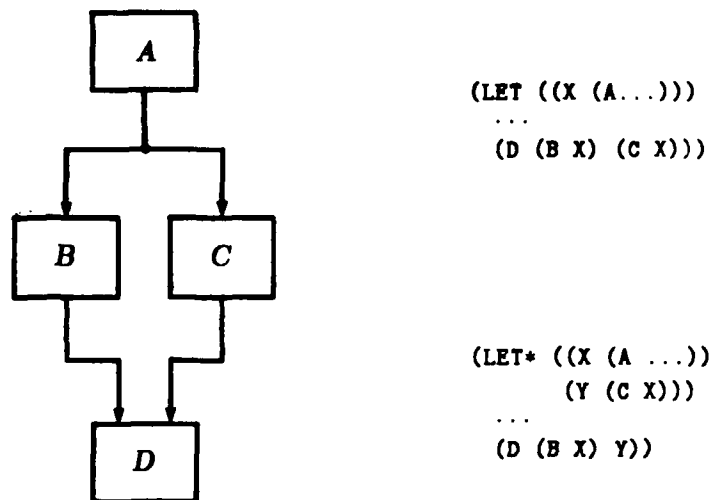 A
B
C
D
(LET ((X (A...)))
...
(D (B X) (C X)))
(LET* ((X (A ...))
(Y (C X)))
...
(D (B X) Y))